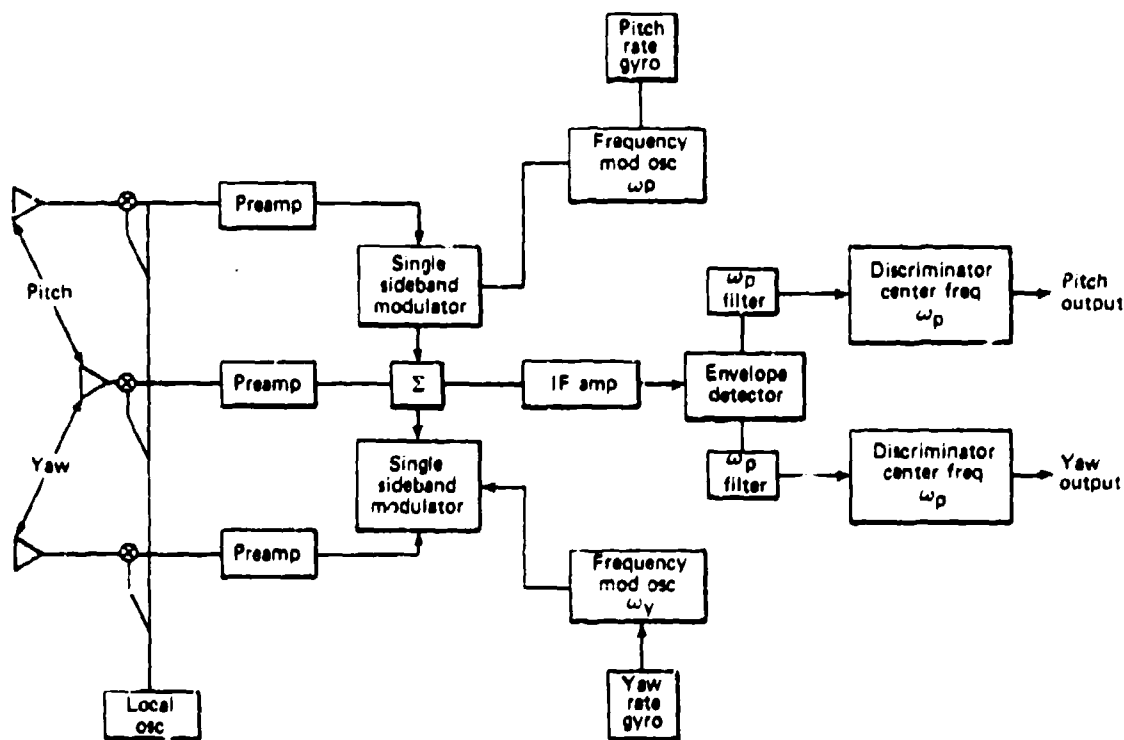 Pitch
rate
gyro
Frequency
mod osc
ωp
Preamp
Single
sideband
modulator
Pitch
ωp
filter
Discriminator
center freq
ωp
Pitch
output
Preamp
Σ
IF amp
Envelope
detector
Yaw
Single
sideband
modulator
ωp
filter
Discriminator
center freq
ωp
Yaw
output
Preamp
Frequency
mod osc
ωy
Local
osc
Yaw
rate
gyro